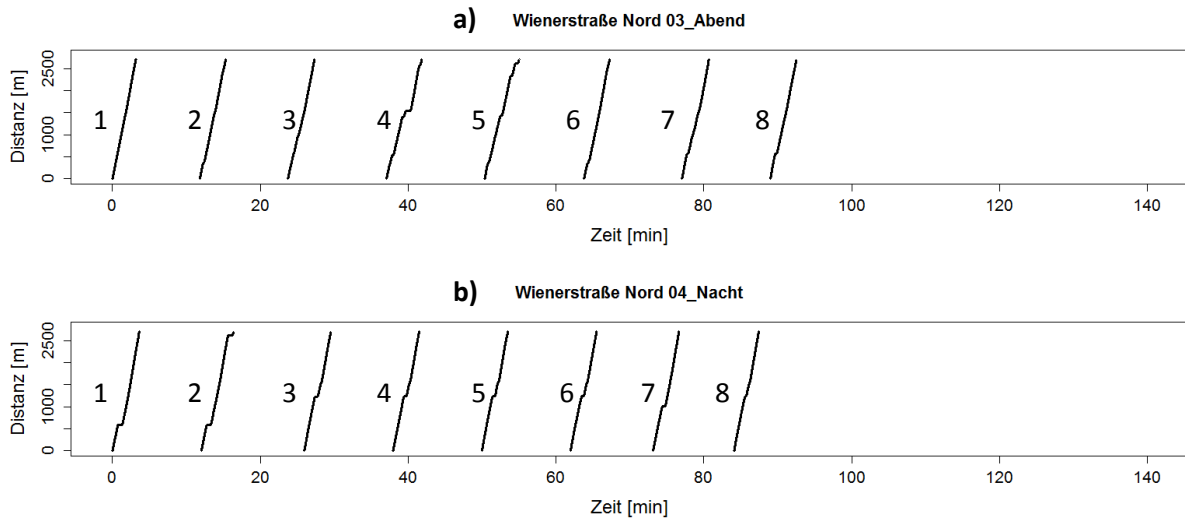 a) Wienerstraße Nord 03_Abend
Distanz [m]
2500
1000
0
1 2 3 4 5 6 7 8
0 20 40 60 80 100 120 140
Zeit [min]
b) Wienerstraße Nord 04_Nacht
Distanz [m]
2500
1000
0
1 2 3 4 5 6 7 8
0 20 40 60 80 100 120 140
Zeit [min]